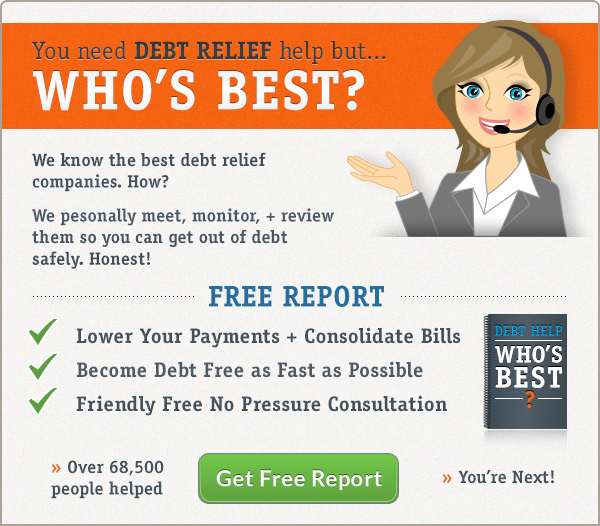 You need DEBT RELIEF help but...
WHO'S BEST?
We know the best debt relief
companies. How?
We pesonally meet, monitor, + review
them so you can get out of debt
safely. Honest!
FREE REPORT
Lower Your Payments + Consolidate Bills
Become Debt Free as Fast as Possible
Friendly Free No Pressure Consultation
DEBT HELP
WHO'S
BEST
?
» Over 68,500
people helped
Get Free Report
» You're Next!